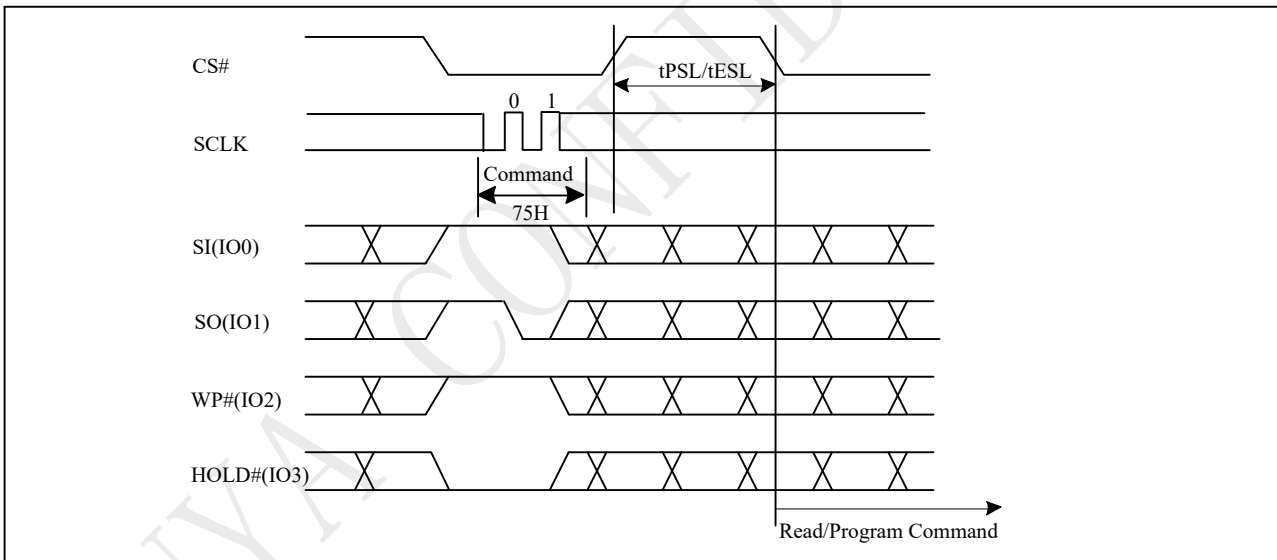 CS#
tPSL/tESL
0 1
SCLK
Command
75H
SI(IO0)
SO(IO1)
WP#(IO2)
HOLD#(IO3)
Read/Program Command